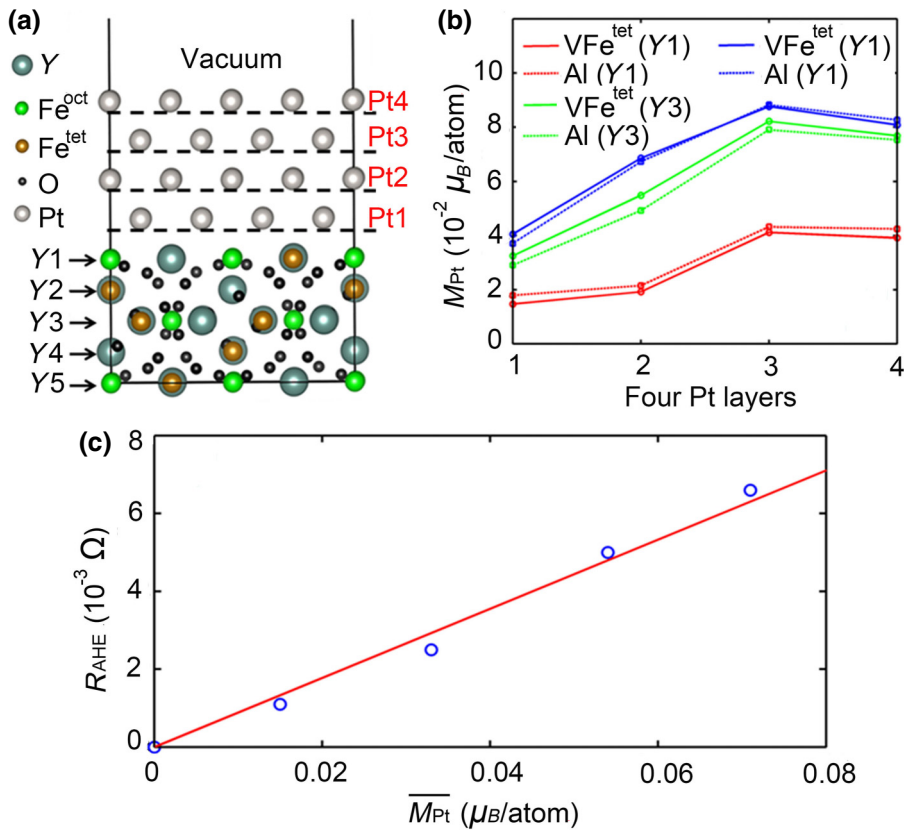 (a)
Vacuum
Y
Fe^oct
Fe^tet
O
Pt
Pt4
Pt3
Pt2
Pt1
Y1
Y2
Y3
Y4
Y5
(b)
VFe^tet (Y1)
Al (Y1)
VFe^tet (Y3)
Al (Y3)
VFe^tet (Y1)
Al (Y1)
M_Pt (10^-2 μ_B/atom)
10
8
6
4
2
0
1 2 3 4
Four Pt layers
(c)
R_AHE (10^-3 Ω)
8
6
4
2
0
0 0.02 0.04 0.06 0.08
M̅_Pt (μ_B/atom)